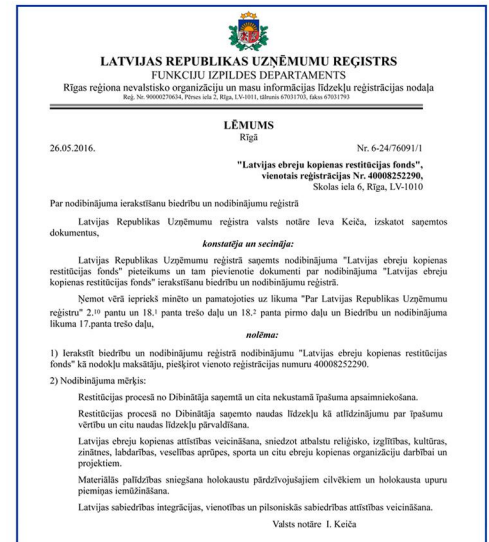 LATVIJAS REPUBLIKAS UZŅĒMUMU REĢISTRS
FUNKCIJU IZPILDES DEPARTAMENTS
Rīgas reģiona nevalstisko organizāciju un masu informācijas līdzekļu reģistrācijas nodaļa
Reģ. Nr. 90000270634, Pērses iela 2, Rīga, LV-1011, tālrunis 67031703, fakss 67031793
LĒMUMS
Rīgā
26.05.2016. Nr. 6-24/76091/1
"Latvijas ebreju kopienas restitūcijas fonds",
vienotais reģistrācijas Nr. 40008252290,
Skolas iela 6, Rīga, LV-1010
Par nodibinājuma ierakstīšanu biedrību un nodibinājumu reģistrā
Latvijas Republikas Uzņēmumu reģistra valsts notāre Ieva Keiča, izskatot saņemtos
dokumentus,
konstatēja un secināja:
Latvijas Republikas Uzņēmumu reģistrā saņemts nodibinājuma "Latvijas ebreju kopienas
restitūcijas fonds" pieteikums un tam pievienotie dokumenti par nodibinājuma "Latvijas ebreju
kopienas restitūcijas fonds" ierakstīšanu biedrību un nodibinājumu reģistrā.
Ņemot vērā iepriekš minēto un pamatojoties uz likuma "Par Latvijas Republikas Uzņēmumu
reģistru" 2.10 pantu un 18.1 panta trešo daļu un 18.2 panta pirmo daļu un Biedrību un nodibinājuma
likuma 17.panta trešo daļu,
nolēma:
1) Ierakstīt biedrību un nodibinājumu reģistrā nodibinājumu "Latvijas ebreju kopienas restitūcijas
fonds" kā nodokļu maksātāju, piešķirot vienoto reģistrācijas numuru 40008252290.
2) Nodibinājuma mērķis:
Restitūcijas procesā no Dibinātāja saņemtā un cita nekustamā īpašuma apsaimniekošana.
Restitūcijas procesā no Dibinātāja saņemto naudas līdzekļu kā atlīdzinājumu par īpašumu
vērtību un citu naudas līdzekļu pārvaldīšana.
Latvijas ebreju kopienas attīstības veicināšana, sniedzot atbalstu reliģisko, izglītības, kultūras,
zinātnes, labdarības, veselības aprūpes, sporta un citu ebreju kopienas organizāciju darbībai un
projektiem.
Materiālās palīdzības sniegšana holokaustu pārdzīvojušajiem cilvēkiem un holokausta upuru
piemiņas iemūžināšana.
Latvijas sabiedrības integrācijas, vienotības un pilsoniskās sabiedrības attīstības veicināšana.
Valsts notāre I. Keiča